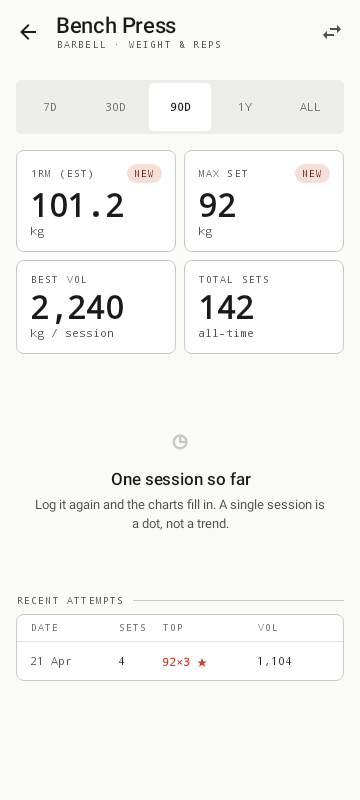 Bench Press
BARBELL · WEIGHT & REPS
7D 30D 90D 1Y ALL
1RM (EST) NEW
101.2
kg
MAX SET NEW
92
kg
BEST VOL
2,240
kg / session
TOTAL SETS
142
all-time
One session so far
Log it again and the charts fill in. A single session is
a dot, not a trend.
RECENT ATTEMPTS
DATE SETS TOP VOL
21 Apr 4 92×3 ★ 1,104